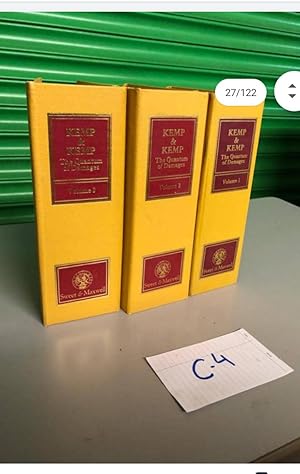 27/122
KEMP
&
KEMP
The Quantum
of Damages
Sweet & Maxwell
KEMP
&
KEMP
The Quantum
of Damages
Sweet & Maxwell
KEMP
&
KEMP
The Quantum
of Damages
Volume 1
Sweet & Maxwell
C-4